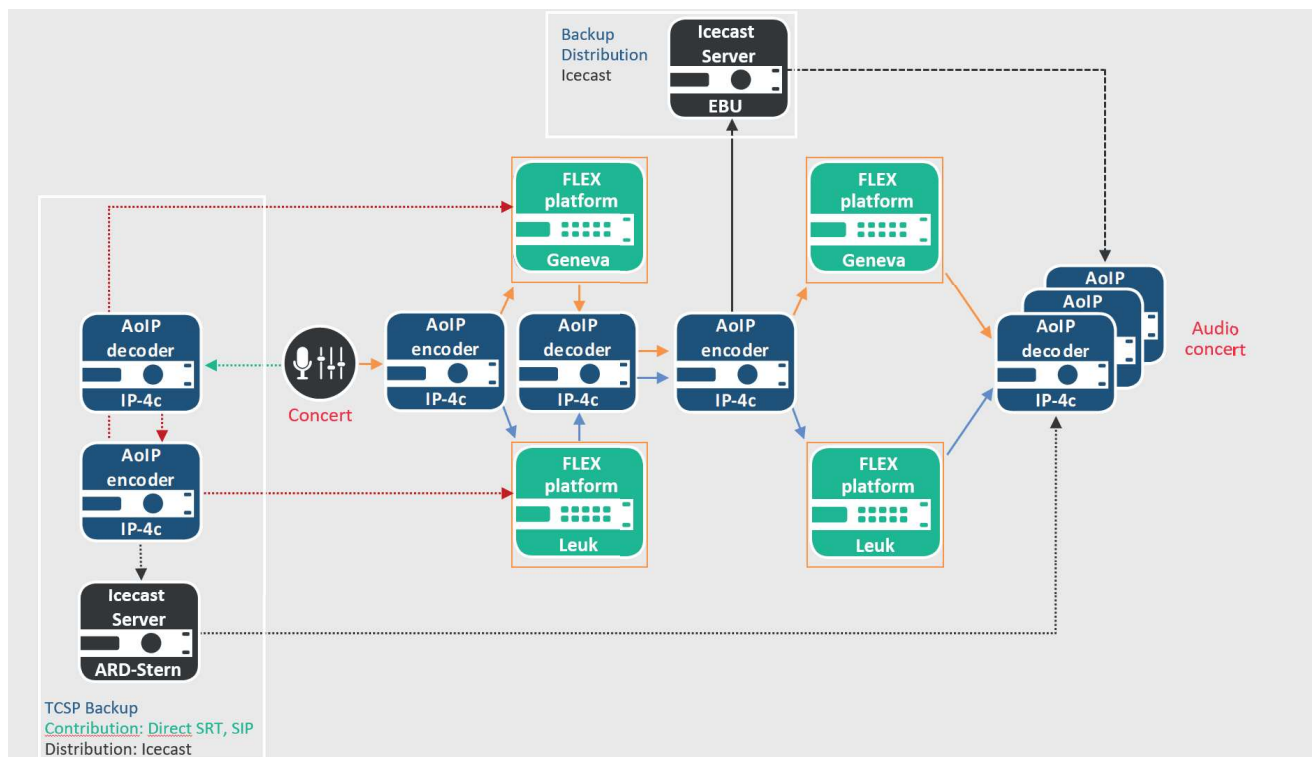 Backup
Distribution
Icecast
Icecast
Server
EBU
FLEX
platform
Geneva
FLEX
platform
Geneva
AoIP
decoder
IP-4c
Concert
AoIP
encoder
IP-4c
AoIP
decoder
IP-4c
AoIP
encoder
IP-4c
AoIP
AoIP
AoIP
decoder
IP-4c
Audio
concert
AoIP
encoder
IP-4c
FLEX
platform
Leuk
FLEX
platform
Leuk
Icecast
Server
ARD-Stern
TCSP Backup
Contribution: Direct SRT, SIP
Distribution: Icecast